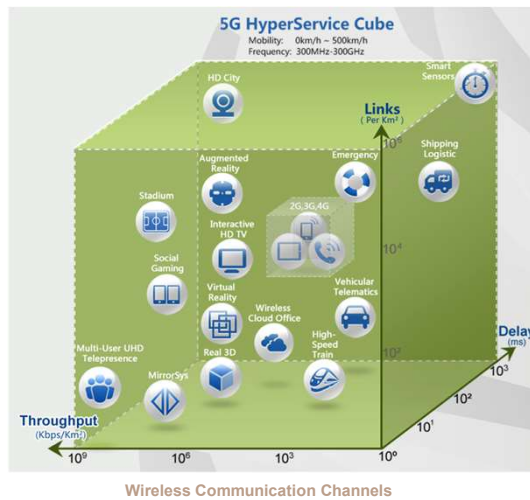 5G HyperService Cube
Mobility: 0km/h ~ 500km/h
Frequency: 300MHz-300GHz
Smart
Sensors
HD City
Links
( Per Km² )
10⁶
Shipping
Logistic
Augmented
Reality
Emergency
Stadium
2G,3G,4G
Interactive
HD TV
10⁴
Social
Gaming
Virtual
Reality
Vehicular
Telematics
Wireless
Cloud Office
High-
Speed
Train
Delay
(ms)
10²
Multi-User UHD
Telepresence
Real 3D
MirrorSys
10³
10²
10¹
Throughput
(Kbps/Km²)
10⁹
10⁶
10³
10⁰
Wireless Communication Channels